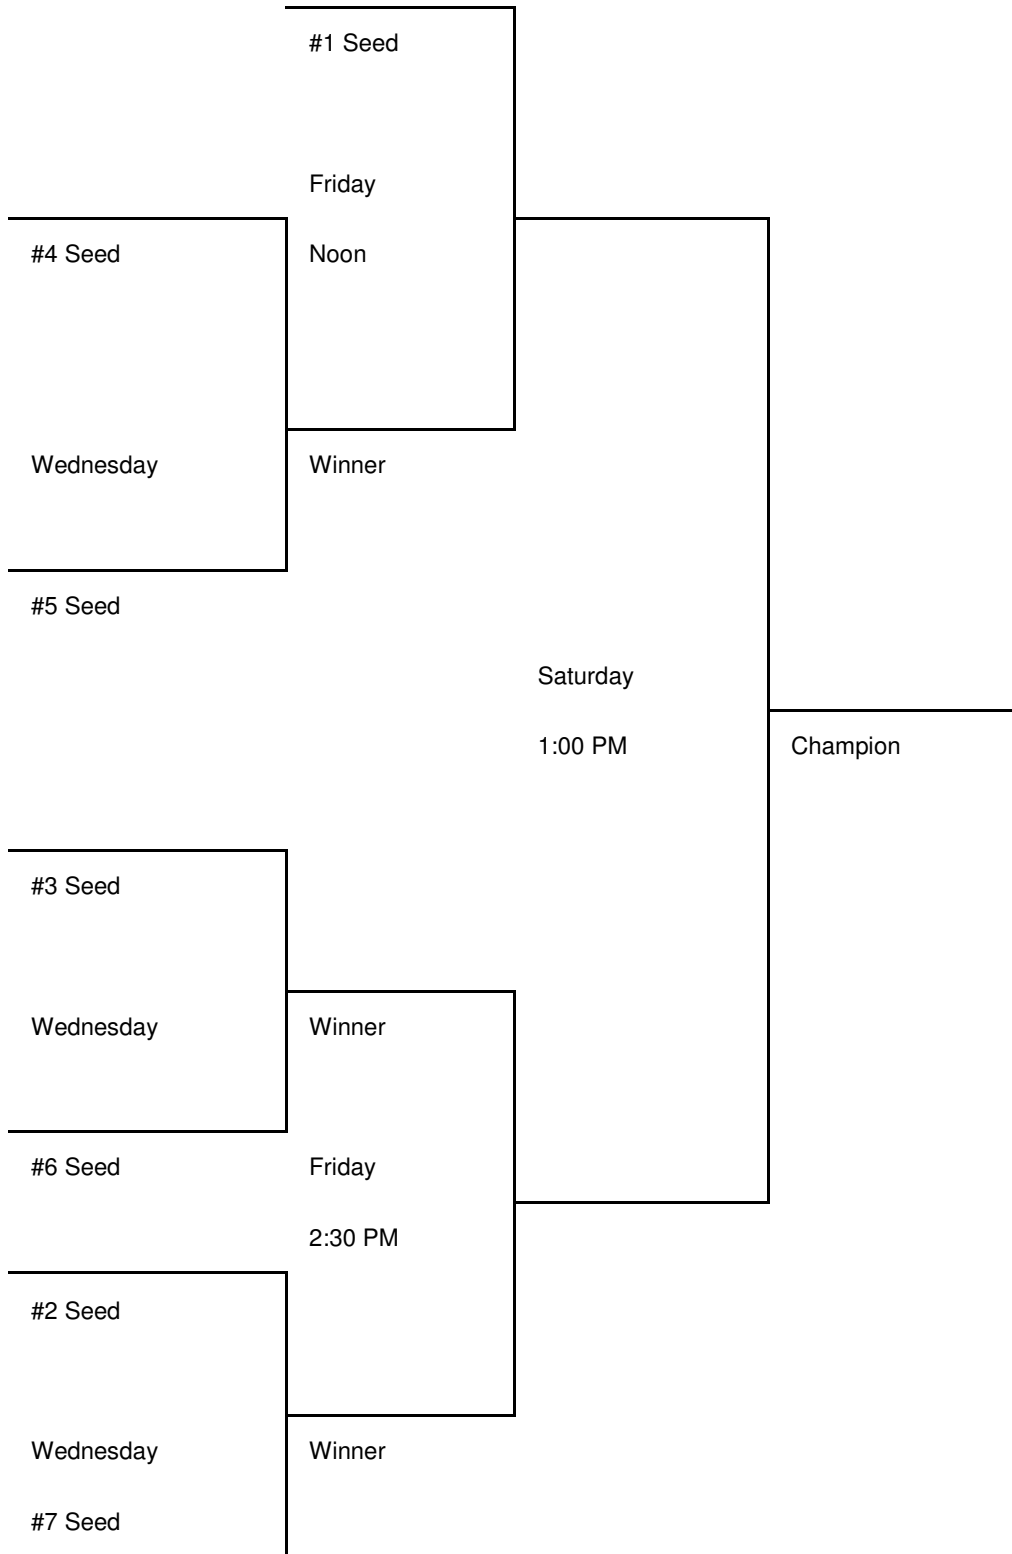 #1 Seed
Friday
#4 Seed
Noon
Wednesday
Winner
#5 Seed
Saturday
1:00 PM
Champion
#3 Seed
Wednesday
Winner
#6 Seed
Friday
2:30 PM
#2 Seed
Wednesday
Winner
#7 Seed